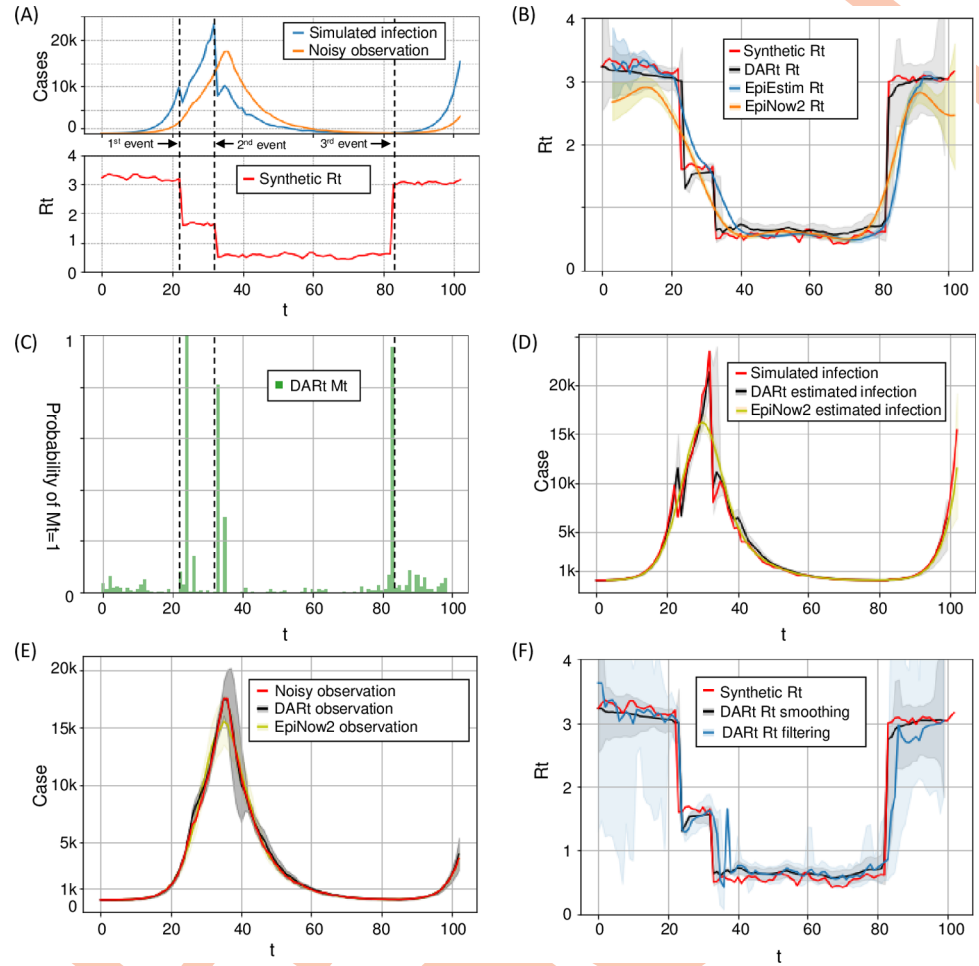 (A)
20k
10k
0
Cases
Simulated infection
Noisy observation
1st event
2nd event
3rd event
4
3
2
1
0
Rt
Synthetic Rt
0 20 40 60 80 100
t
(B)
4
3
2
1
0
Rt
Synthetic Rt
DARt Rt
EpiEstim Rt
EpiNow2 Rt
0 20 40 60 80 100
t
(C)
1
0
Probability of Mt=1
DARt Mt
0 20 40 60 80 100
t
(D)
20k
15k
10k
5k
1k
Case
Simulated infection
DARt estimated infection
EpiNow2 estimated infection
0 20 40 60 80 100
t
(E)
20k
15k
10k
5k
1k
0
Case
Noisy observation
DARt observation
EpiNow2 observation
0 20 40 60 80 100
t
(F)
4
3
2
1
0
Rt
Synthetic Rt
DARt Rt smoothing
DARt Rt filtering
0 20 40 60 80 100
t